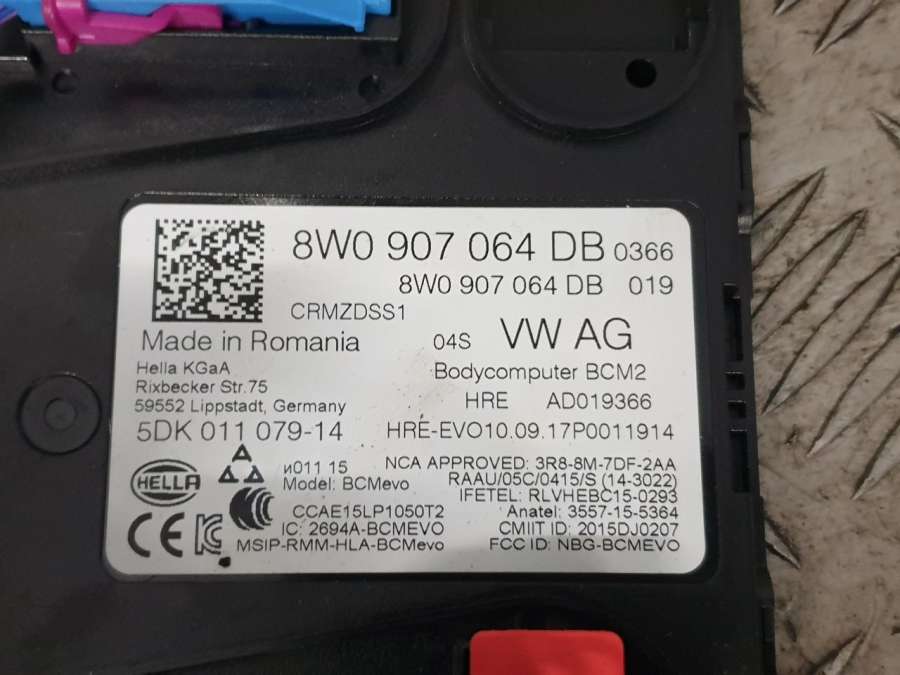 8W0 907 064 DB 0366
8W0 907 064 DB 019
CRMZDSS1
Made in Romania 04S VW AG
Hella KGaA
Rixbecker Str.75
59552 Lippstadt, Germany
Bodycomputer BCM2
HRE AD019366
5DK 011 079-14 HRE-EVO10.09.17P0011914
HELLA
и011 15
Model: BCMevo
NCA APPROVED: 3R8-8M-7DF-2AA
RAAU/05C/0415/S (14-3022)
IFETEL: RLVHEBC15-0293
CCAE15LP1050T2 Anatel: 3557-15-5364
IC: 2694A-BCMEVO CMIIT ID: 2015DJ0207
MSIP-RMM-HLA-BCMevo FCC ID: NBG-BCMEVO
CE